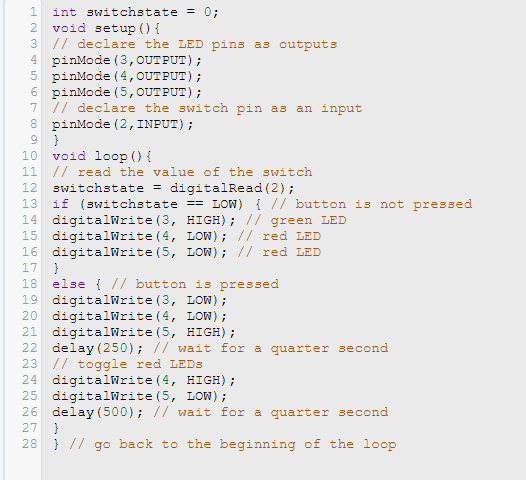 1 int switchstate = 0;
2 void setup(){
3 // declare the LED pins as outputs
4 pinMode(3,OUTPUT);
5 pinMode(4,OUTPUT);
6 pinMode(5,OUTPUT);
7 // declare the switch pin as an input
8 pinMode(2,INPUT);
9 }
10 void loop(){
11 // read the value of the switch
12 switchstate = digitalRead(2);
13 if (switchstate == LOW) { // button is not pressed
14 digitalWrite(3, HIGH); // green LED
15 digitalWrite(4, LOW); // red LED
16 digitalWrite(5, LOW); // red LED
17 }
18 else { // button is pressed
19 digitalWrite(3, LOW);
20 digitalWrite(4, LOW);
21 digitalWrite(5, HIGH);
22 delay(250); // wait for a quarter second
23 // toggle red LEDs
24 digitalWrite(4, HIGH);
25 digitalWrite(5, LOW);
26 delay(500); // wait for a quarter second
27 }
28 } // go back to the beginning of the loop